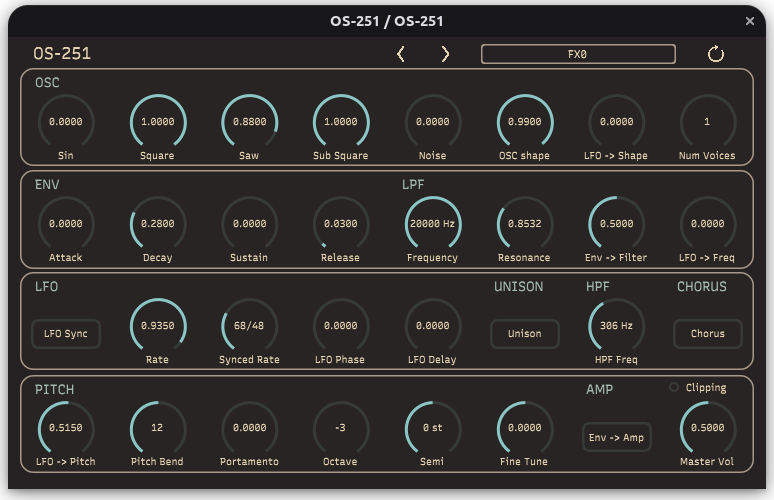 OS-251 / OS-251
OS-251
FX0
OSC
0.0000 1.0000 0.8800 1.0000 0.0000 0.9900 0.0000 1
Sin Square Saw Sub Square Noise OSC shape LFO -> Shape Num Voices
ENV LPF
0.0000 0.2800 0.0000 0.0300 20000 Hz 0.8532 0.5000 0.0000
Attack Decay Sustain Release Frequency Resonance Env -> Filter LFO -> Freq
LFO UNISON HPF CHORUS
LFO Sync 0.9350 68/48 0.0000 0.0000 Unison 306 Hz Chorus
Rate Synced Rate LFO Phase LFO Delay HPF Freq
PITCH AMP Clipping
0.5150 12 0.0000 -3 0 st 0.0000 Env -> Amp 0.5000
LFO -> Pitch Pitch Bend Portamento Octave Semi Fine Tune Master Vol